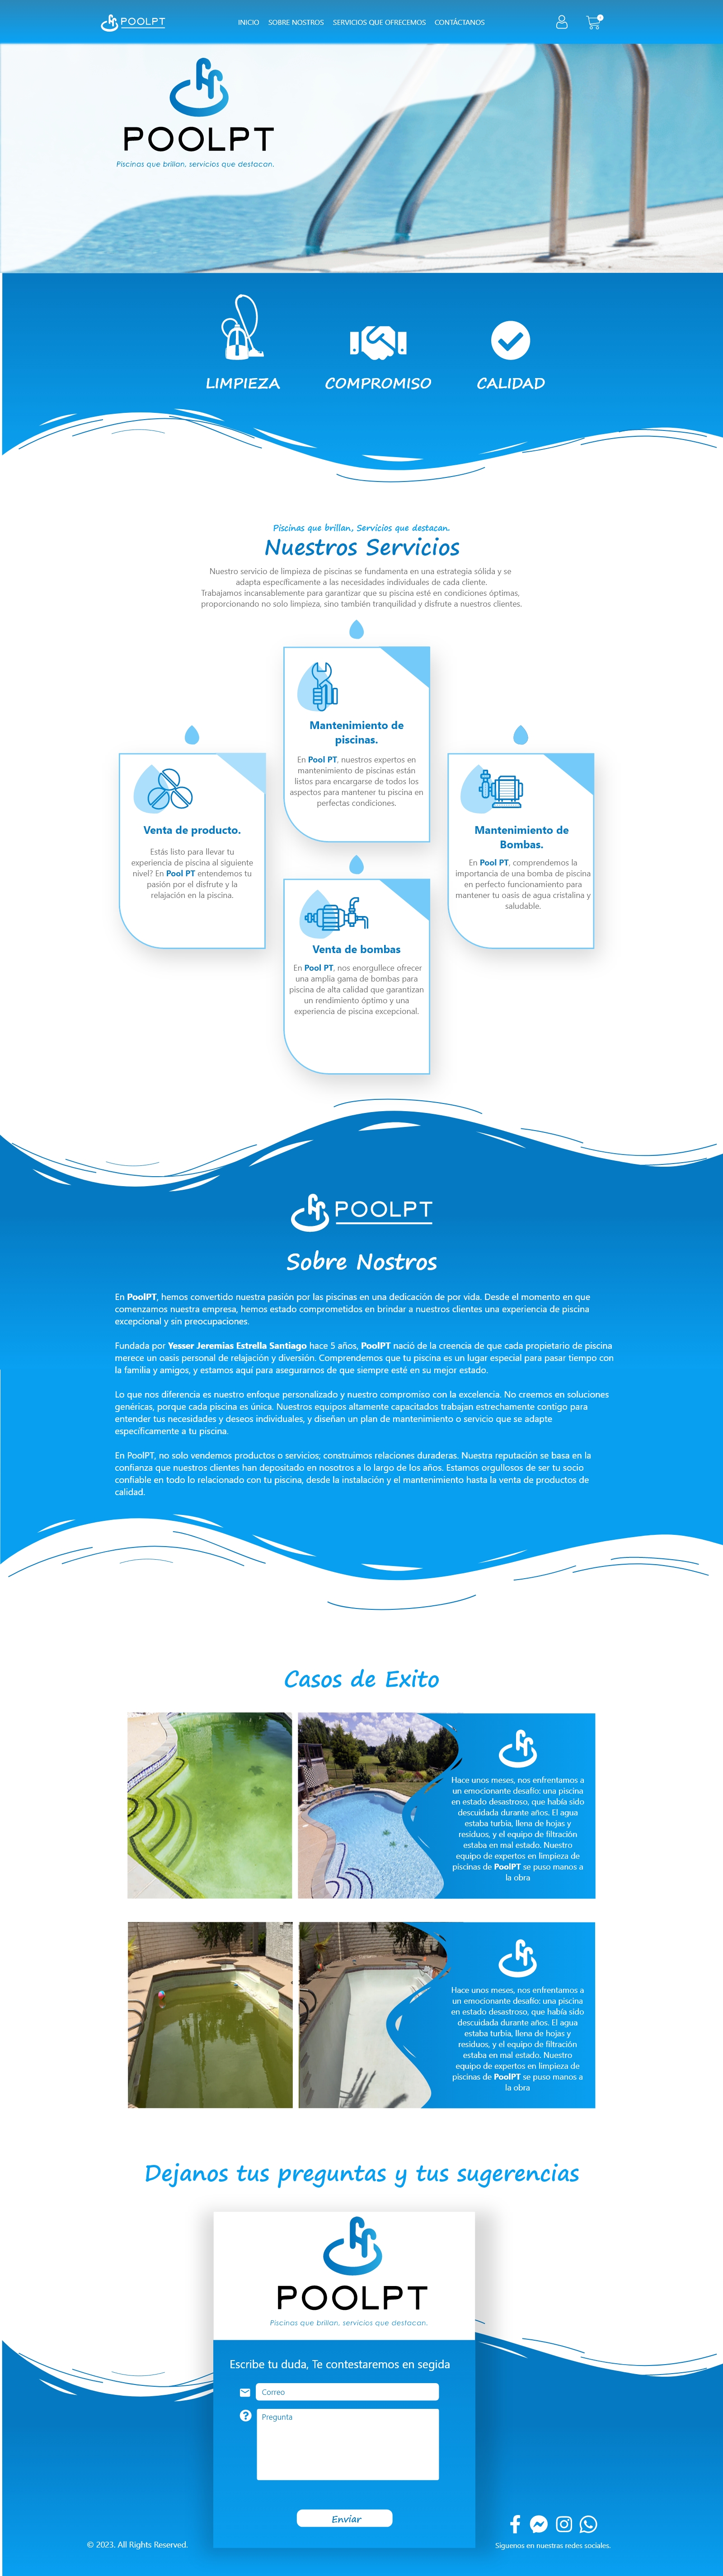 POOLPT
INICIO SOBRE NOSTROS SERVICIOS QUE OFRECEMOS CONTÁCTANOS
POOLPT
Piscinas que brillan, servicios que destacan.
LIMPIEZA
COMPROMISO
CALIDAD
Piscinas que brillan, Servicios que destacan.
Nuestros Servicios
Nuestro servicio de limpieza de piscinas se fundamenta en una estrategia sólida y se
adapta específicamente a las necesidades individuales de cada cliente.
Trabajamos incansablemente para garantizar que su piscina esté en condiciones óptimas,
proporcionando no solo limpieza, sino también tranquilidad y disfrute a nuestros clientes.
Mantenimiento de
piscinas.
En Pool PT, nuestros expertos en
mantenimiento de piscinas están
listos para encargarse de todos los
aspectos para mantener tu piscina en
perfectas condiciones.
Venta de producto.
Estás listo para llevar tu
experiencia de piscina al siguiente
nivel? En Pool PT entendemos tu
pasión por el disfrute y la
relajación en la piscina.
Mantenimiento de
Bombas.
En Pool PT, comprendemos la
importancia de una bomba de piscina
en perfecto funcionamiento para
mantener tu oasis de agua cristalina y
saludable.
Venta de bombas
En Pool PT, nos enorgullece ofrecer
una amplia gama de bombas para
piscina de alta calidad que garantizan
un rendimiento óptimo y una
experiencia de piscina excepcional.
POOLPT
Sobre Nostros
En PoolPT, hemos convertido nuestra pasión por las piscinas en una dedicación de por vida. Desde el momento en que
comenzamos nuestra empresa, hemos estado comprometidos en brindar a nuestros clientes una experiencia de piscina
excepcional y sin preocupaciones.
Fundada por Yesser Jeremias Estrella Santiago hace 5 años, PoolPT nació de la creencia de que cada propietario de piscina
merece un oasis personal de relajación y diversión. Comprendemos que tu piscina es un lugar especial para pasar tiempo con
la familia y amigos, y estamos aquí para asegurarnos de que siempre esté en su mejor estado.
Lo que nos diferencia es nuestro enfoque personalizado y nuestro compromiso con la excelencia. No creemos en soluciones
genéricas, porque cada piscina es única. Nuestros equipos altamente capacitados trabajan estrechamente contigo para
entender tus necesidades y deseos individuales, y diseñan un plan de mantenimiento o servicio que se adapte
específicamente a tu piscina.
En PoolPT, no solo vendemos productos o servicios; construimos relaciones duraderas. Nuestra reputación se basa en la
confianza que nuestros clientes han depositado en nosotros a lo largo de los años. Estamos orgullosos de ser tu socio
confiable en todo lo relacionado con tu piscina, desde la instalación y el mantenimiento hasta la venta de productos de
calidad.
Casos de Exito
Hace unos meses, nos enfrentamos a
un emocionante desafío: una piscina
en estado desastroso, que había sido
descuidada durante años. El agua
estaba turbia, llena de hojas y
residuos, y el equipo de filtración
estaba en mal estado. Nuestro
equipo de expertos en limpieza de
piscinas de PoolPT se puso manos a
la obra
Hace unos meses, nos enfrentamos a
un emocionante desafío: una piscina
en estado desastroso, que había sido
descuidada durante años. El agua
estaba turbia, llena de hojas y
residuos, y el equipo de filtración
estaba en mal estado. Nuestro
equipo de expertos en limpieza de
piscinas de PoolPT se puso manos a
la obra
Dejanos tus preguntas y tus sugerencias
POOLPT
Piscinas que brillan, servicios que destacan.
Escribe tu duda, Te contestaremos en segida
Correo
Pregunta
Enviar
© 2023. All Rights Reserved.
Siguenos en nuestras redes sociales.